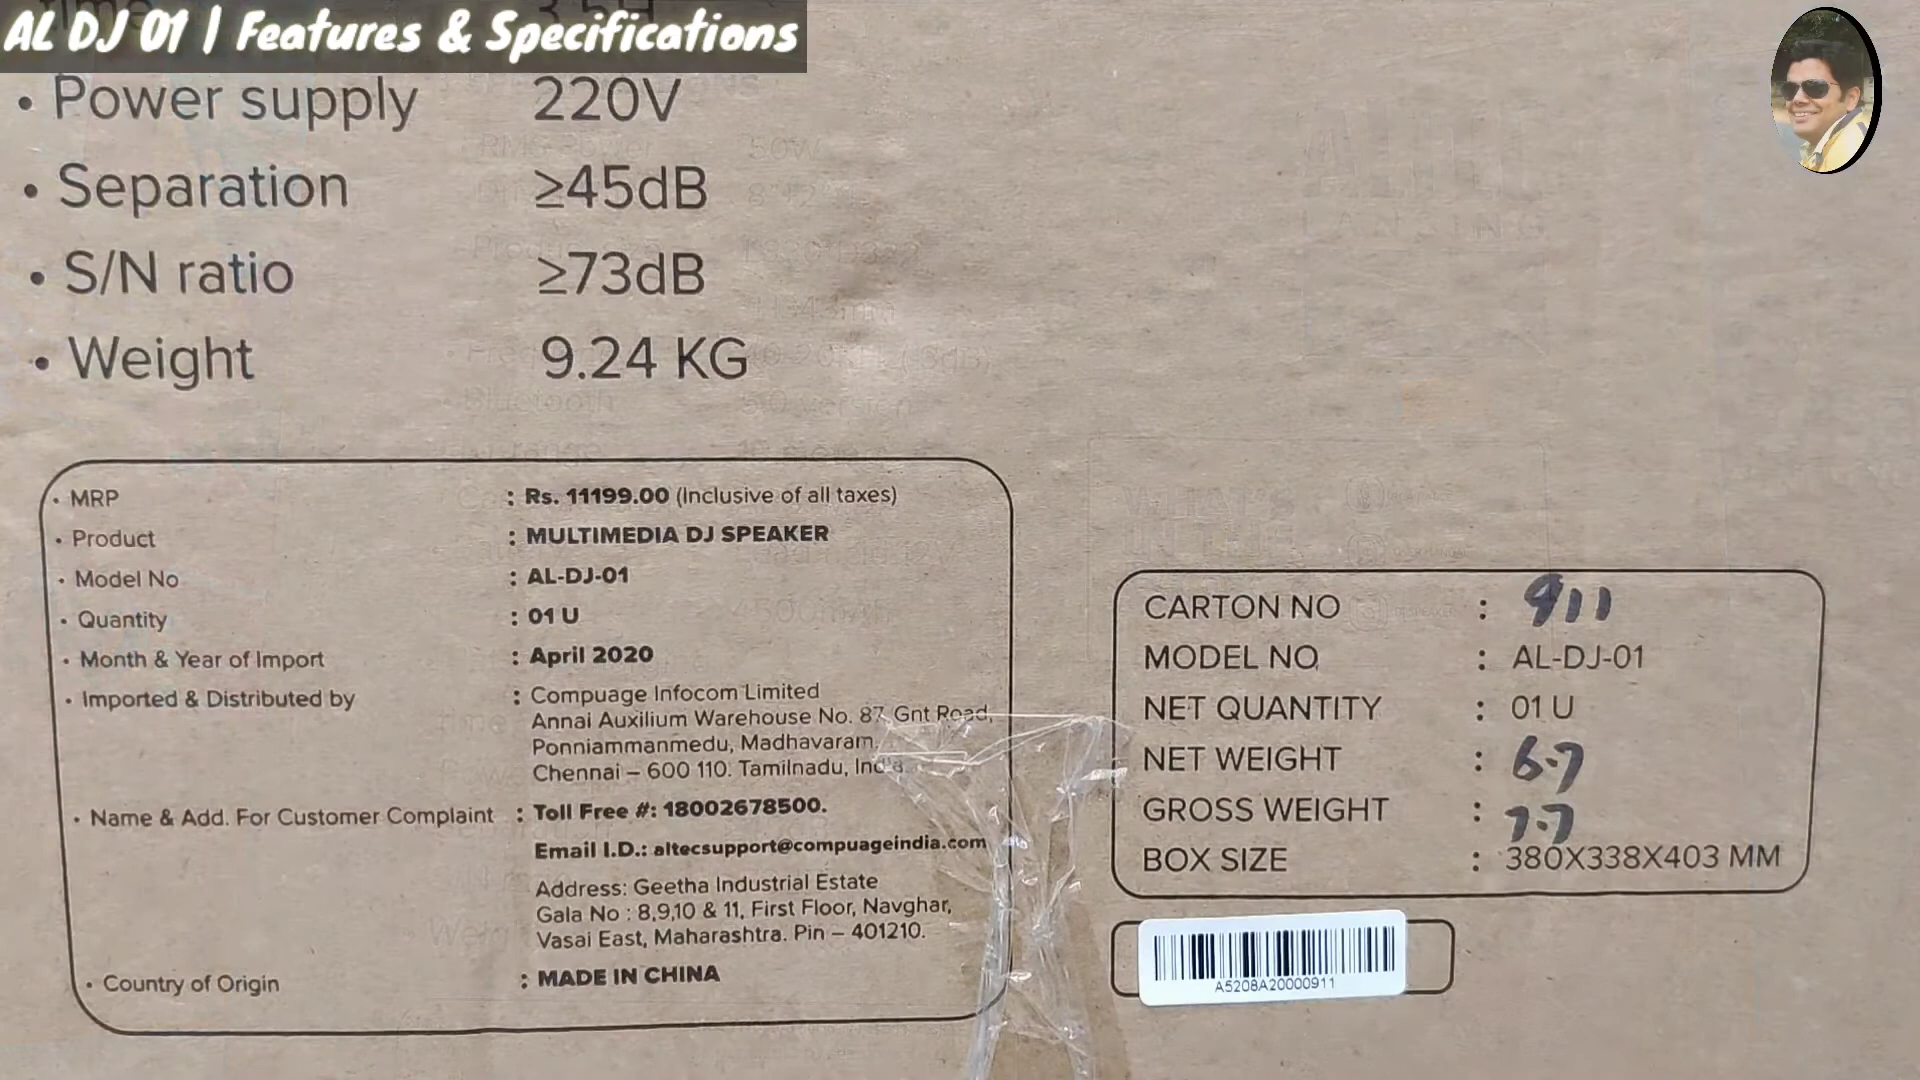 AL DJ 01 | Features & Specifications
• Power supply 220V
• Separation ≥45dB
• S/N ratio ≥73dB
• Weight 9.24 KG
• MRP : Rs. 11199.00 (Inclusive of all taxes)
• Product : MULTIMEDIA DJ SPEAKER
• Model No : AL-DJ-01
• Quantity : 01 U
• Month & Year of Import : April 2020
• Imported & Distributed by : Compuage Infocom Limited
Annai Auxilium Warehouse No. 87, Gnt Road,
Ponniammanmedu, Madhavaram,
Chennai – 600 110. Tamilnadu, India.
• Name & Add. For Customer Complaint : Toll Free #: 18002678500.
Email I.D.: altecsupport@compuageindia.com
Address: Geetha Industrial Estate
Gala No : 8,9,10 & 11, First Floor, Navghar,
Vasai East, Maharashtra. Pin – 401210.
• Country of Origin : MADE IN CHINA
CARTON NO : 911
MODEL NO : AL-DJ-01
NET QUANTITY : 01 U
NET WEIGHT : 6.7
GROSS WEIGHT : 7.7
BOX SIZE : 380X338X403 MM
A5208A20000911